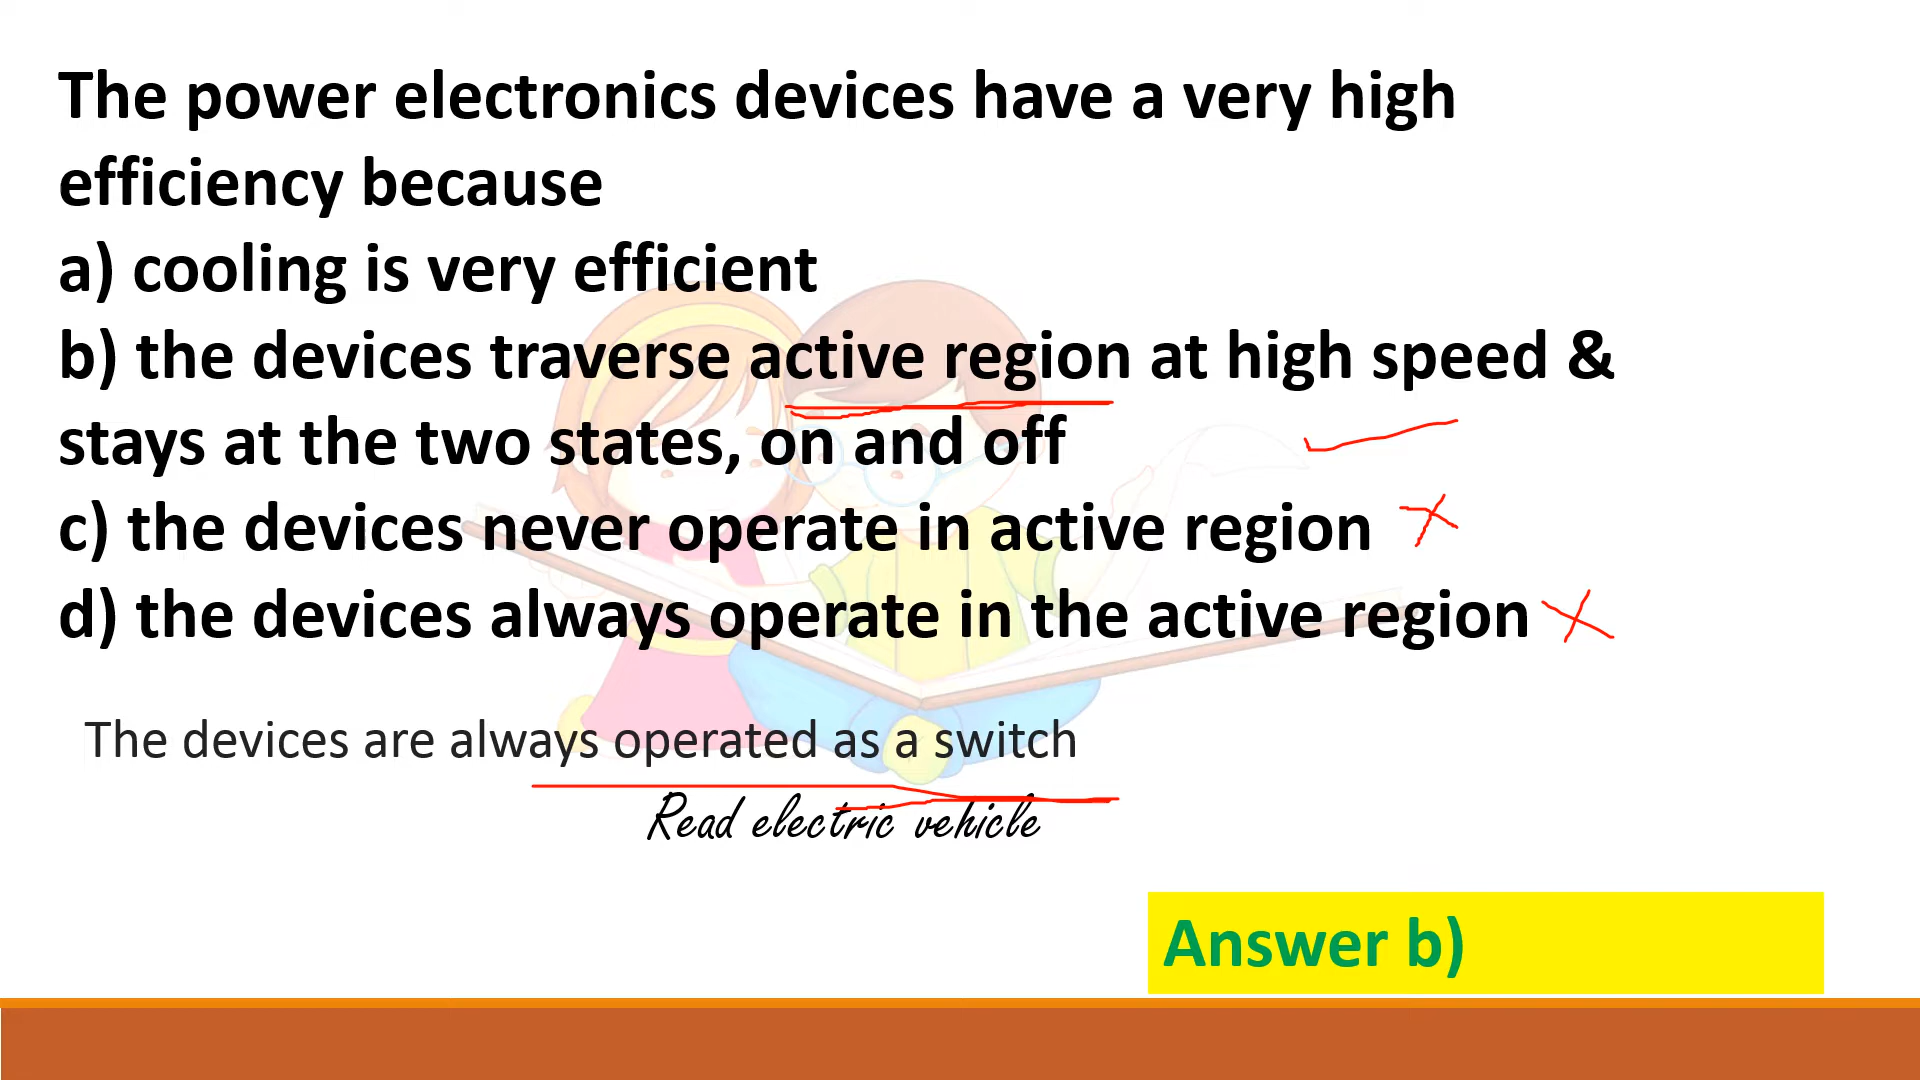 The power electronics devices have a very high
efficiency because
a) cooling is very efficient
b) the devices traverse active region at high speed &
stays at the two states, on and off
c) the devices never operate in active region
d) the devices always operate in the active region
The devices are always operated as a switch
Read electric vehicle
Answer b)